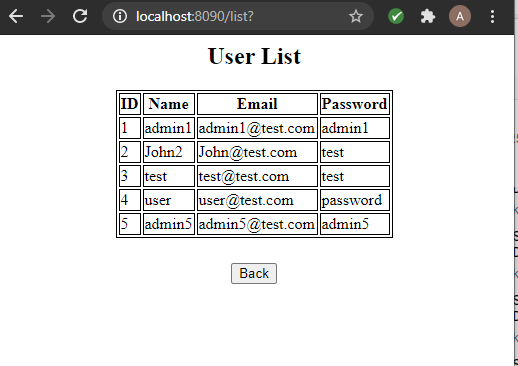 localhost:8090/list?
A
User List
ID Name Email Password
1 admin1 admin1@test.com admin1
2 John2 John@test.com test
3 test test@test.com test
4 user user@test.com password
5 admin5 admin5@test.com admin5
Back